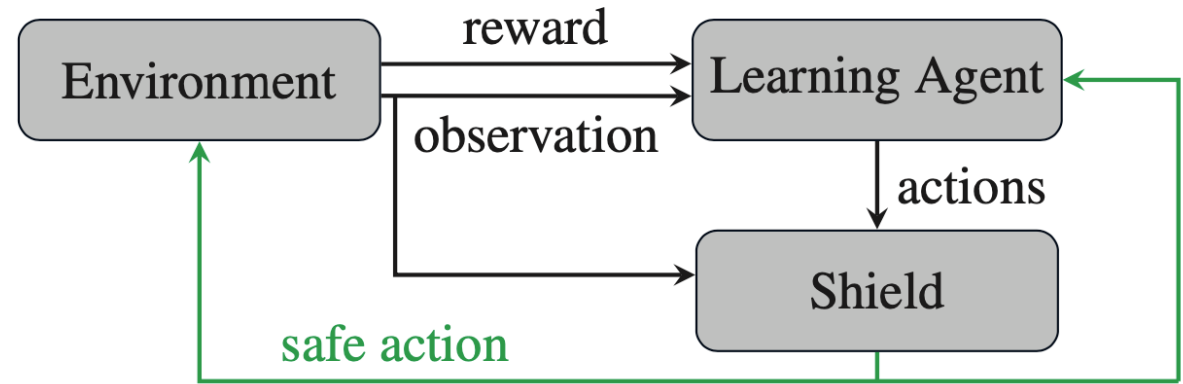 reward
Environment
Learning Agent
observation
actions
Shield
safe action